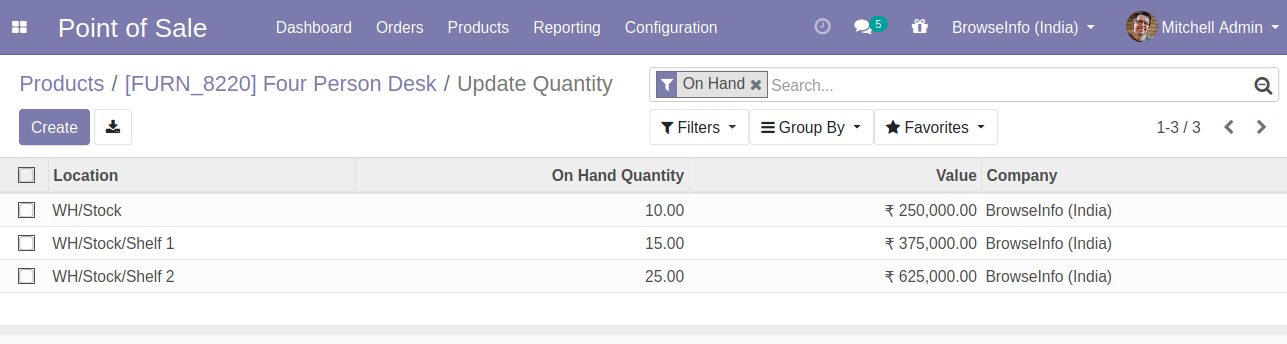 Point of Sale Dashboard Orders Products Reporting Configuration 5 BrowseInfo (India) Mitchell Admin
Products / [FURN_8220] Four Person Desk / Update Quantity On Hand Search...
Create Filters Group By Favorites 1-3 / 3
Location On Hand Quantity Value Company
WH/Stock 10.00 ₹ 250,000.00 BrowseInfo (India)
WH/Stock/Shelf 1 15.00 ₹ 375,000.00 BrowseInfo (India)
WH/Stock/Shelf 2 25.00 ₹ 625,000.00 BrowseInfo (India)